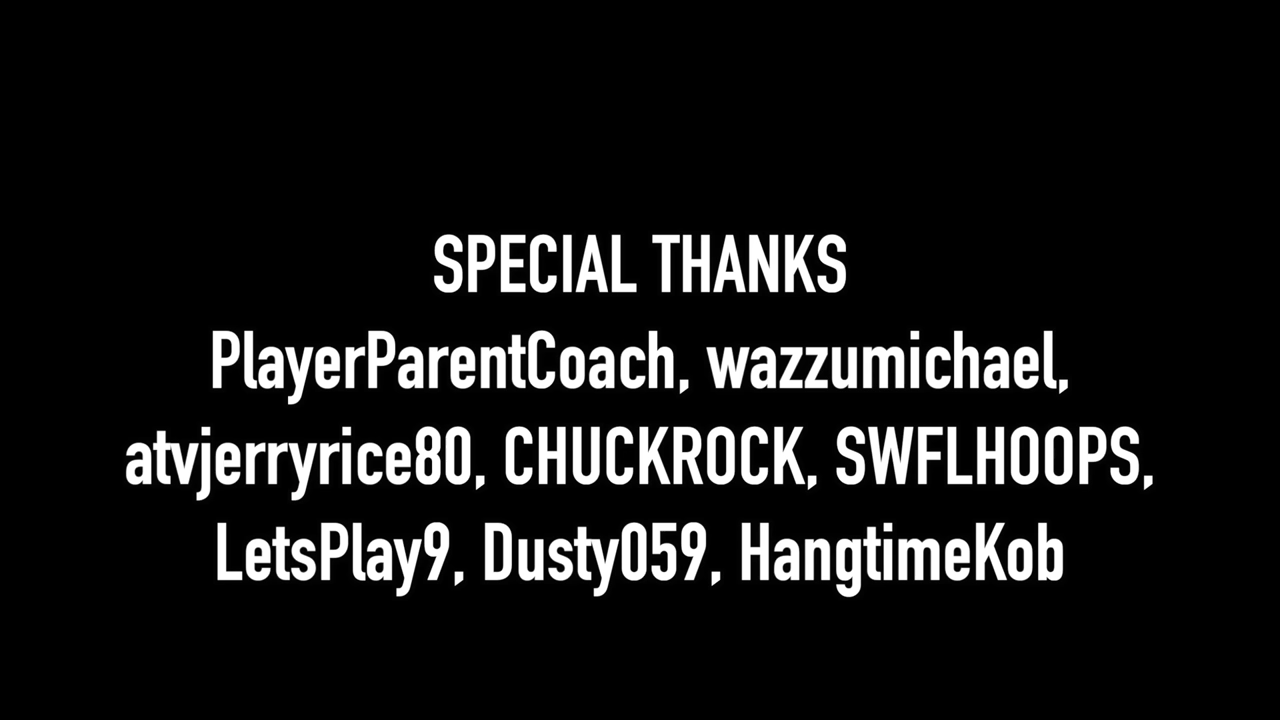 SPECIAL THANKS
PlayerParentCoach, wazzumichael,
atvjerryrice80, CHUCKROCK, SWFLHOOPS,
LetsPlay9, Dusty059, HangtimeKob